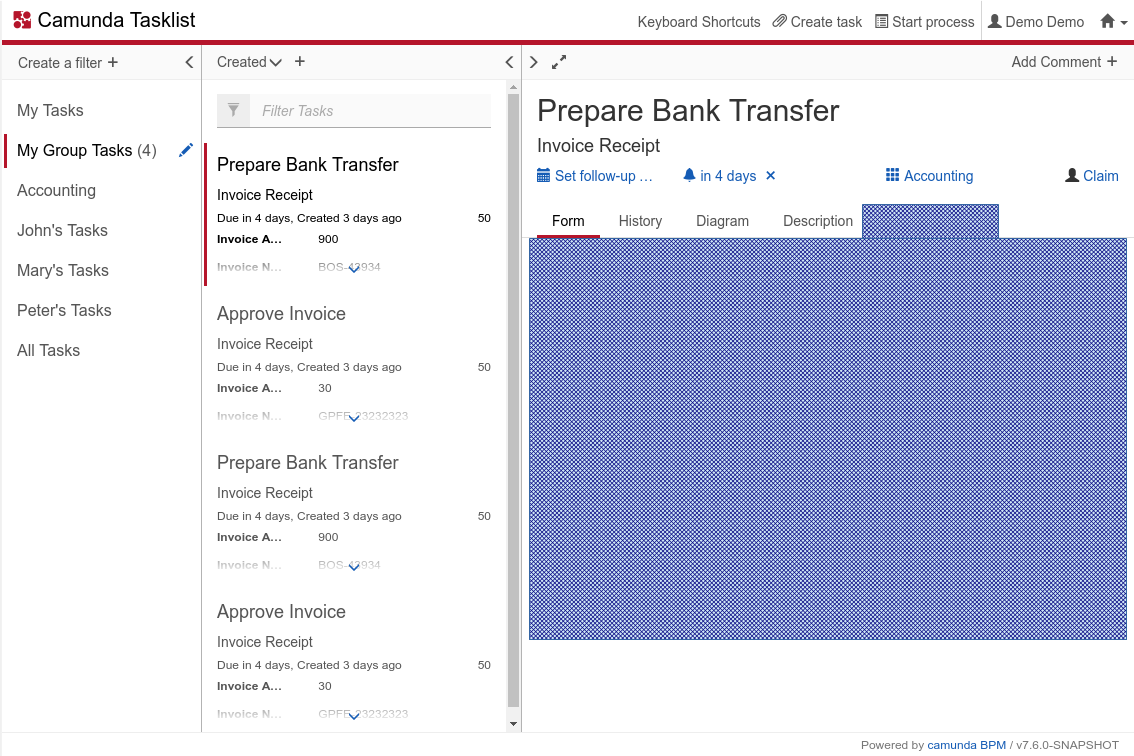 Camunda Tasklist
Keyboard Shortcuts Create task Start process Demo Demo
Create a filter +
Created +
Add Comment +
My Tasks
My Group Tasks (4)
Accounting
John's Tasks
Mary's Tasks
Peter's Tasks
All Tasks
Filter Tasks
Prepare Bank Transfer
Invoice Receipt
Due in 4 days, Created 3 days ago 50
Invoice A... 900
Invoice N... BOS-43934
Approve Invoice
Invoice Receipt
Due in 4 days, Created 3 days ago 50
Invoice A... 30
Invoice N... GPFE-23232323
Prepare Bank Transfer
Invoice Receipt
Due in 4 days, Created 3 days ago 50
Invoice A... 900
Invoice N... BOS-43934
Approve Invoice
Invoice Receipt
Due in 4 days, Created 3 days ago 50
Invoice A... 30
Invoice N... GPFE-23232323
Prepare Bank Transfer
Invoice Receipt
Set follow-up ... in 4 days × Accounting Claim
Form History Diagram Description
Powered by camunda BPM / v7.6.0-SNAPSHOT